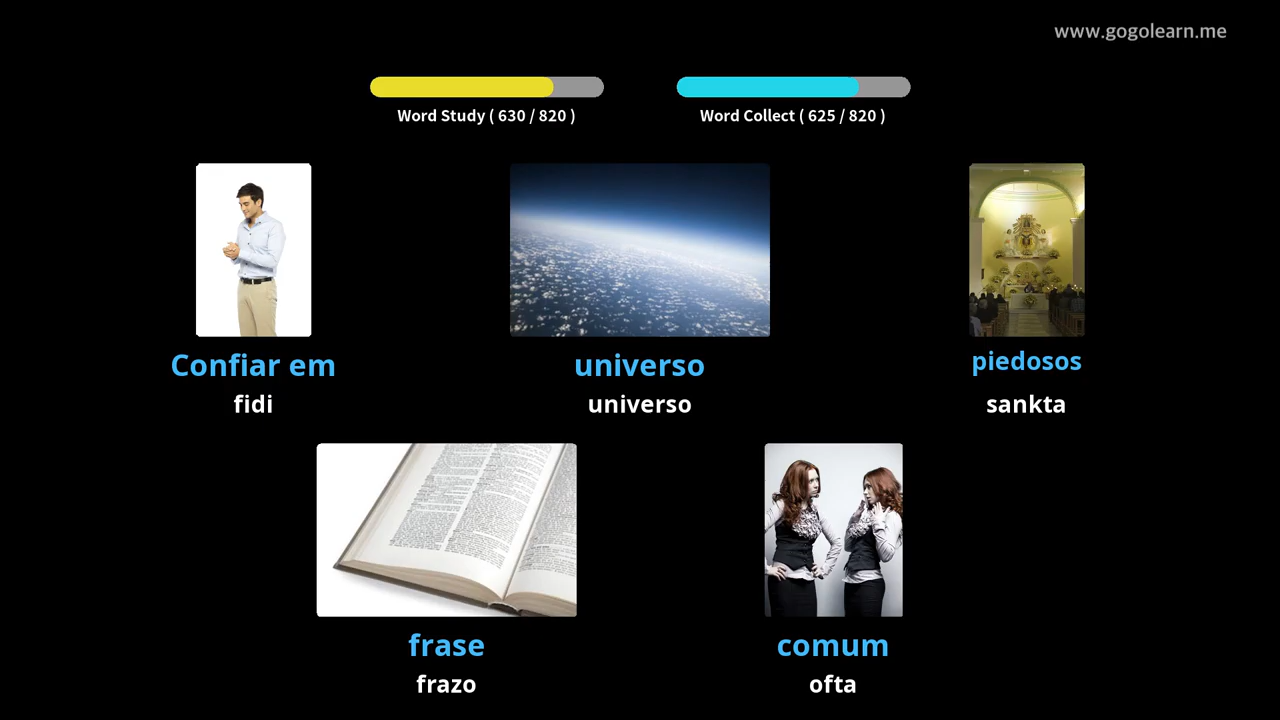 www.gogolearn.me
Word Study ( 630 / 820 )
Word Collect ( 625 / 820 )
Confiar em
fidi
universo
universo
piedosos
sankta
frase
frazo
comum
ofta